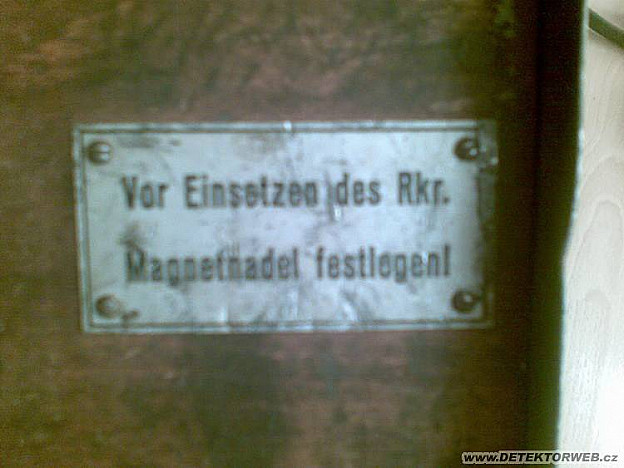 Vor Einsetzen des Rkr.
Magnetnadel festlegen!
www.DETEKTORWEB.cz